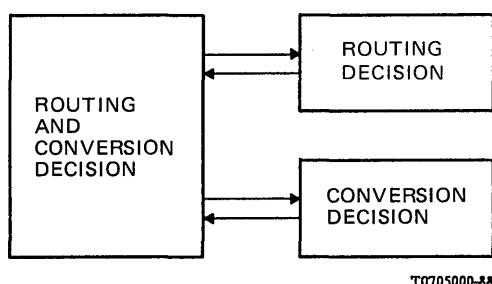 ROUTING
AND
CONVERSION
DECISION
ROUTING
DECISION
CONVERSION
DECISION
T0705000-88